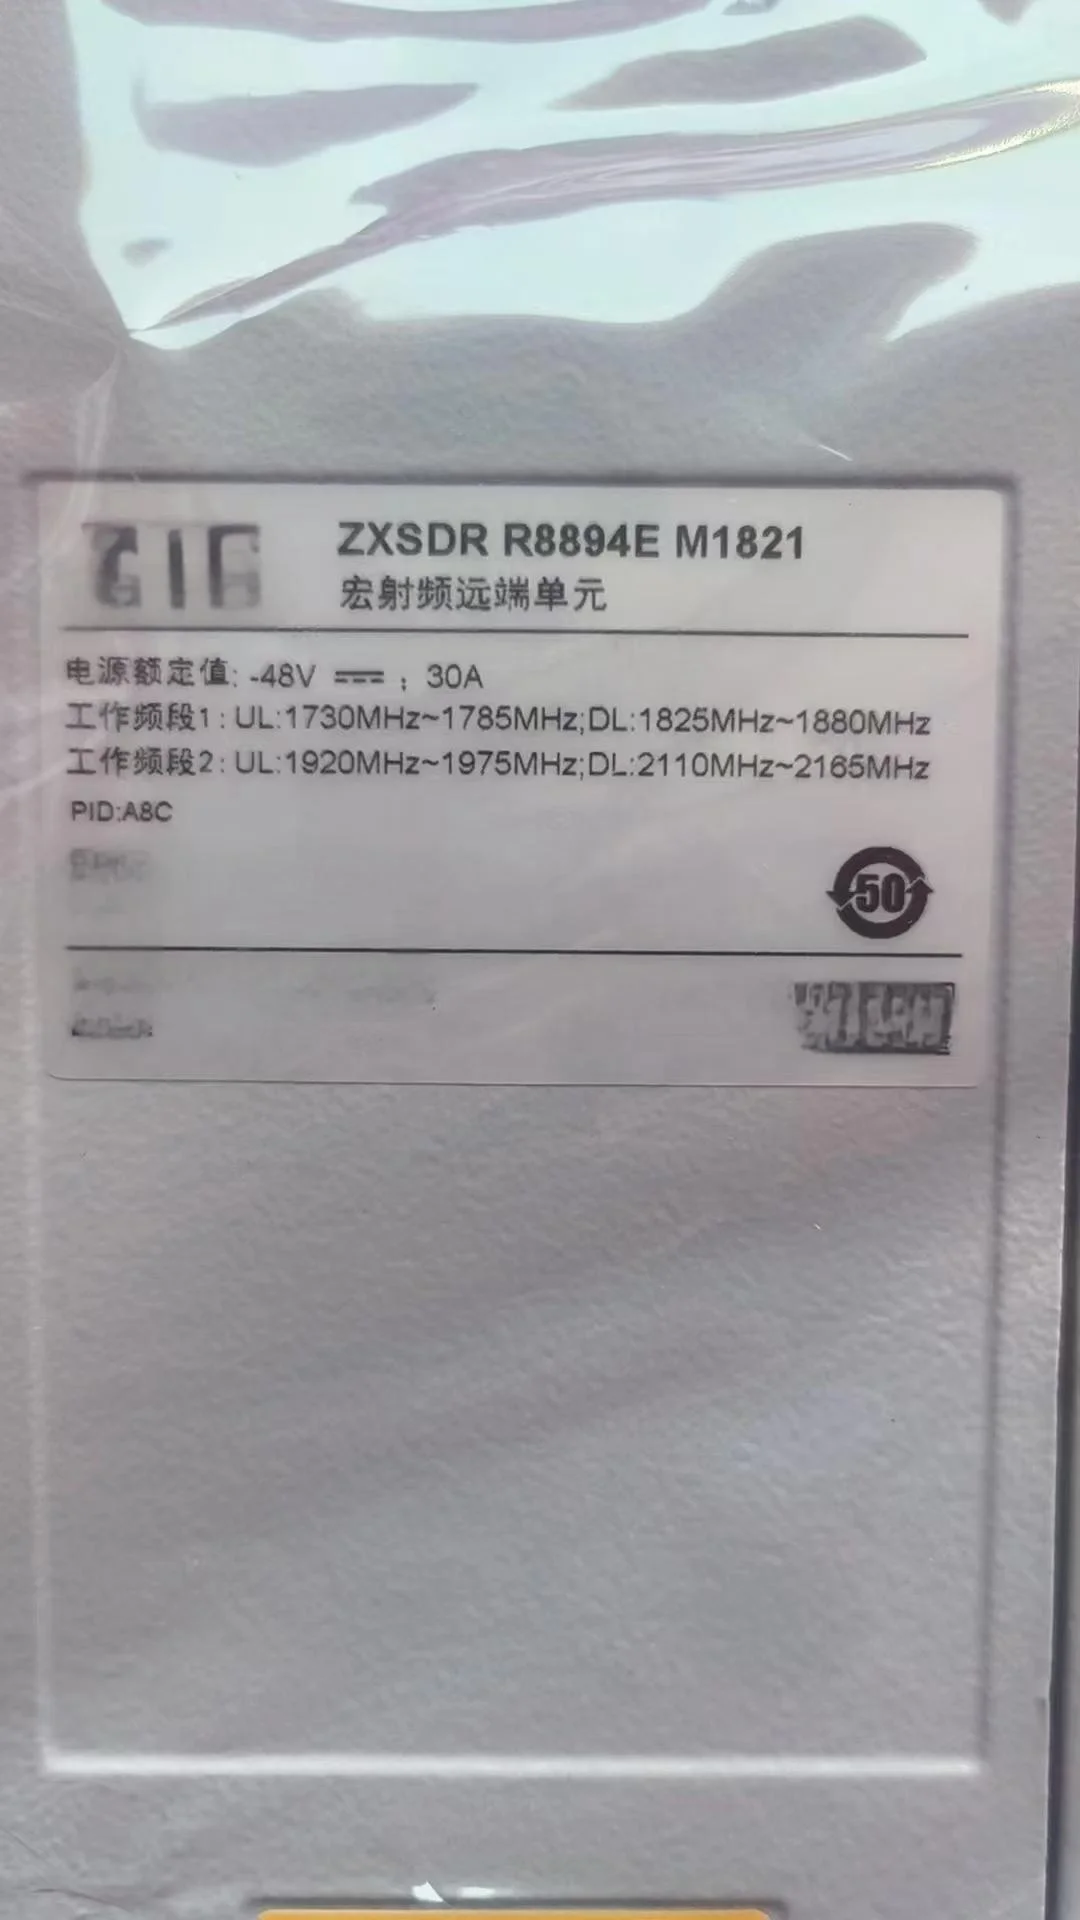 ZXSDR R8894E M1821
宏射频远端单元
电源额定值: -48V ⎓ ; 30A
工作频段1: UL:1730MHz~1785MHz;DL:1825MHz~1880MHz
工作频段2: UL:1920MHz~1975MHz;DL:2110MHz~2165MHz
PID:A8C
50